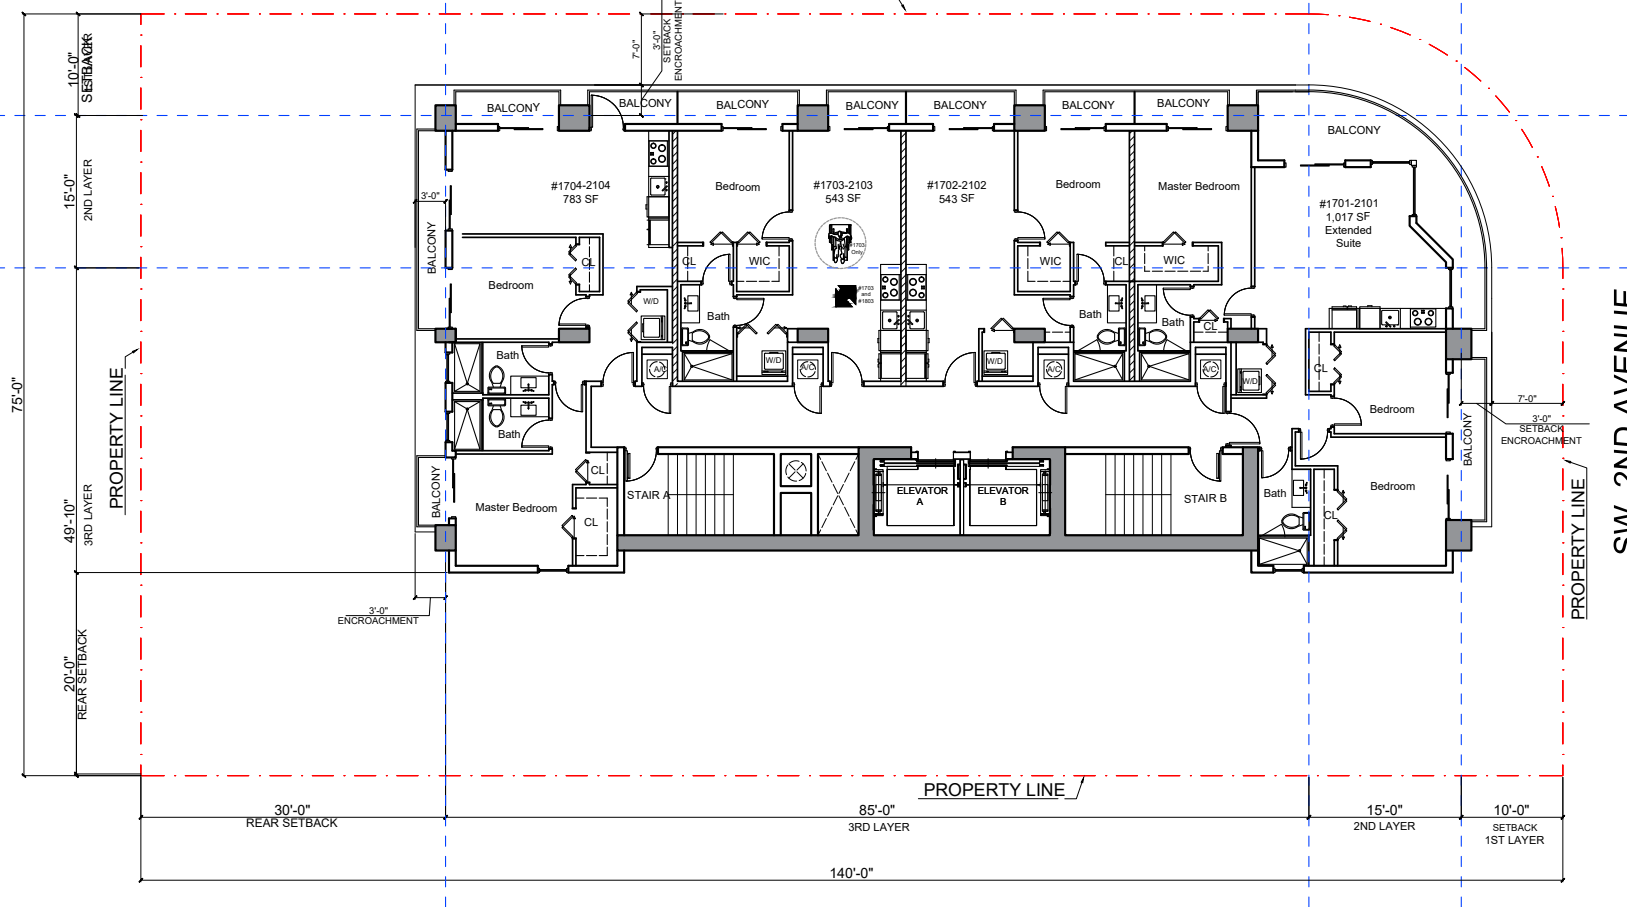 10'-0"
SETBACK
7'-0"
3'-0"
SETBACK
ENCROACHMENT
BALCONY
BALCONY
BALCONY
BALCONY
BALCONY
BALCONY
BALCONY
BALCONY
15'-0"
2ND LAYER
3'-0"
BALCONY
#1704-2104
783 SF
Bedroom
#1703-2103
543 SF
#1702-2102
543 SF
Bedroom
Master Bedroom
#1701-2101
1,017 SF
Extended
Suite
#1703
Only
CL
CL
WIC
WIC
CL
WIC
Bedroom
W/D
#1703
and
#1803
Bath
Bath
Bath
CL
75'-0"
PROPERTY LINE
Bath
A/C
W/D
A/C
W/D
A/C
A/C
W/D
CL
Bedroom
7'-0"
3'-0"
SETBACK
ENCROACHMENT
Bath
BALCONY
SW 2ND AVENUE
49'-10"
3RD LAYER
BALCONY
CL
STAIR A
ELEVATOR
A
ELEVATOR
B
STAIR B
Bath
Bedroom
PROPERTY LINE
Master Bedroom
CL
CL
3'-0"
ENCROACHMENT
20'-0"
REAR SETBACK
PROPERTY LINE
30'-0"
REAR SETBACK
85'-0"
3RD LAYER
15'-0"
2ND LAYER
10'-0"
SETBACK
1ST LAYER
140'-0"